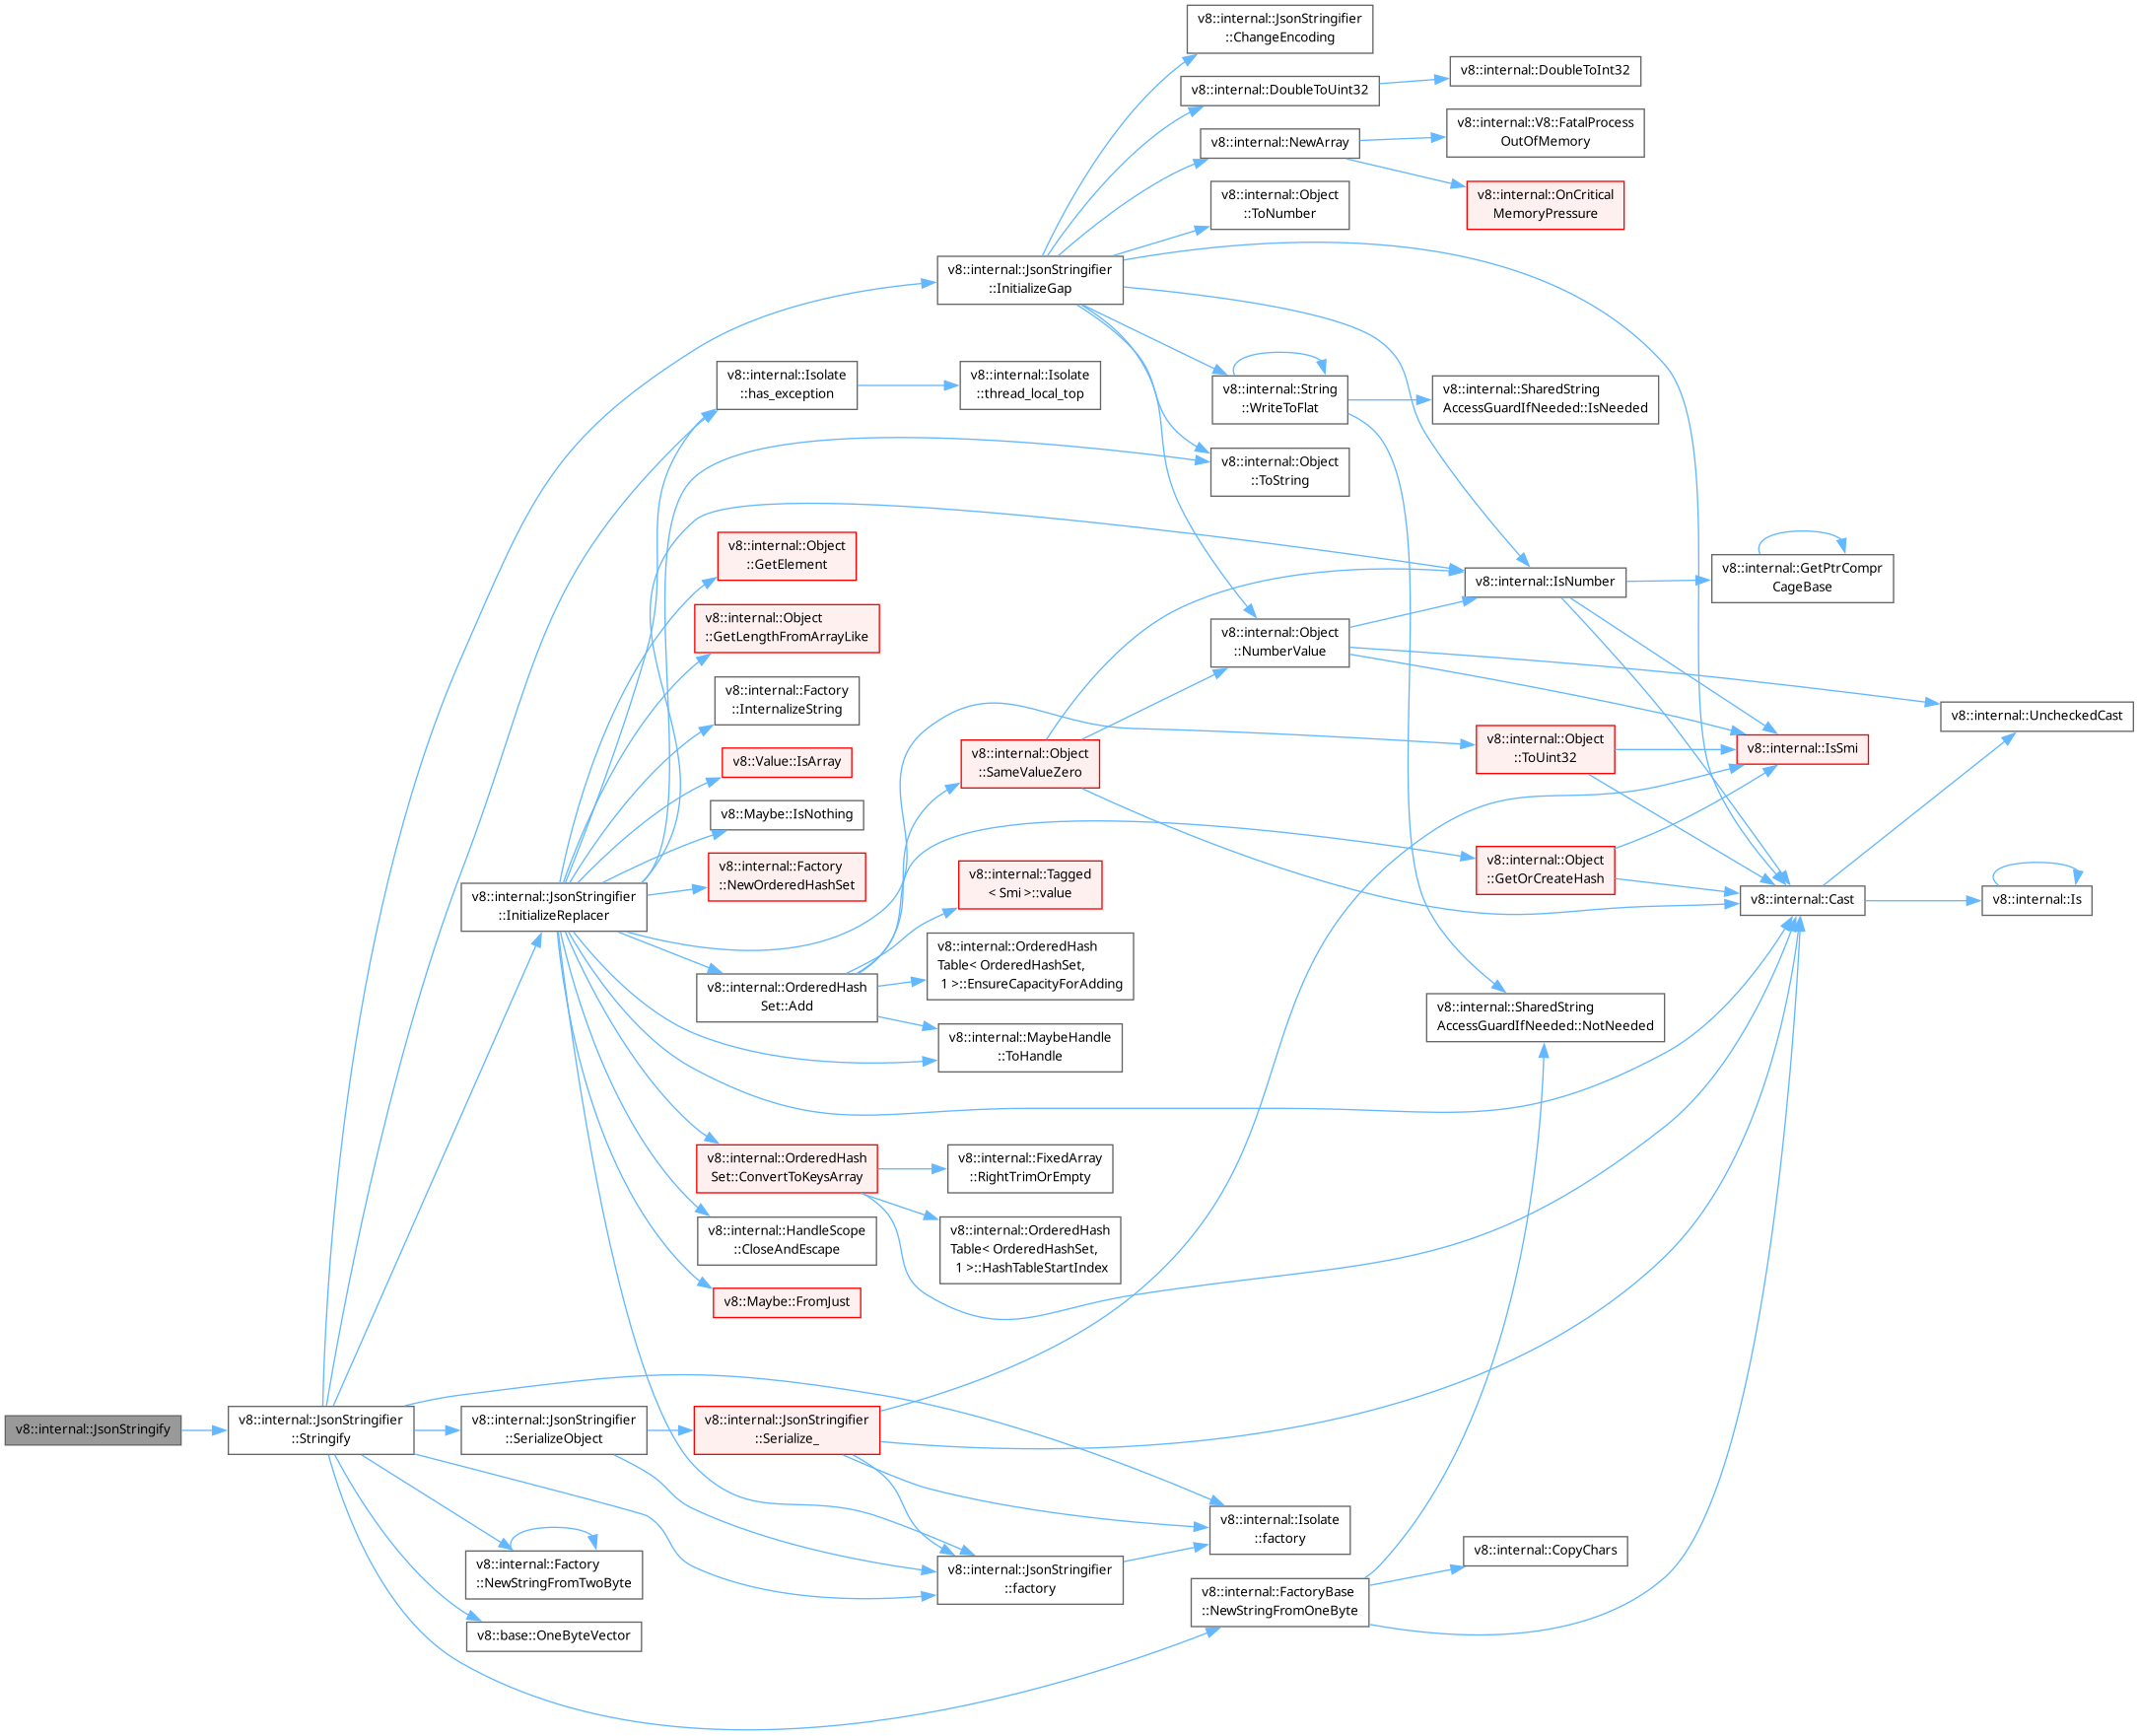 v8::internal::JsonStringifier
::ChangeEncoding
v8::internal::DoubleToInt32
v8::internal::DoubleToUint32
v8::internal::V8::FatalProcess
OutOfMemory
v8::internal::NewArray
v8::internal::OnCritical
MemoryPressure
v8::internal::Object
::ToNumber
v8::internal::JsonStringifier
::InitializeGap
v8::internal::Isolate
::has_exception
v8::internal::Isolate
::thread_local_top
v8::internal::String
::WriteToFlat
v8::internal::SharedString
AccessGuardIfNeeded::IsNeeded
v8::internal::Object
::ToString
v8::internal::Object
::GetElement
v8::internal::IsNumber
v8::internal::GetPtrCompr
CageBase
v8::internal::Object
::GetLengthFromArrayLike
v8::internal::Object
::NumberValue
v8::internal::Factory
::InternalizeString
v8::internal::UncheckedCast
v8::Value::IsArray
v8::internal::Object
::SameValueZero
v8::internal::Object
::ToUint32
v8::internal::IsSmi
v8::Maybe::IsNothing
v8::internal::Factory
::NewOrderedHashSet
v8::internal::Object
::GetOrCreateHash
v8::internal::JsonStringifier
::InitializeReplacer
v8::internal::Tagged
< Smi >::value
v8::internal::Cast
v8::internal::Is
v8::internal::OrderedHash
Table< OrderedHashSet,
1 >::EnsureCapacityForAdding
v8::internal::OrderedHash
Set::Add
v8::internal::SharedString
AccessGuardIfNeeded::NotNeeded
v8::internal::MaybeHandle
::ToHandle
v8::internal::OrderedHash
Set::ConvertToKeysArray
v8::internal::FixedArray
::RightTrimOrEmpty
v8::internal::HandleScope
::CloseAndEscape
v8::internal::OrderedHash
Table< OrderedHashSet,
1 >::HashTableStartIndex
v8::Maybe::FromJust
v8::internal::JsonStringify
v8::internal::JsonStringifier
::Stringify
v8::internal::JsonStringifier
::SerializeObject
v8::internal::JsonStringifier
::Serialize_
v8::internal::Isolate
::factory
v8::internal::Factory
::NewStringFromTwoByte
v8::internal::JsonStringifier
::factory
v8::internal::CopyChars
v8::internal::FactoryBase
::NewStringFromOneByte
v8::base::OneByteVector